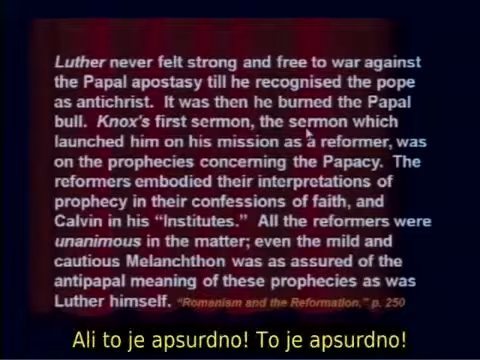 Luther never felt strong and free to war against
the Papal apostasy till he recognised the pope
as antichrist.  It was then he burned the Papal
bull.  Knox's first sermon, the sermon which
launched him on his mission as a reformer, was
on the prophecies concerning the Papacy.  The
reformers embodied their interpretations of
prophecy in their confessions of faith, and
Calvin in his “Institutes.”  All the reformers were
unanimous in the matter; even the mild and
cautious Melanchthon was as assured of the
antipapal meaning of these prophecies as was
Luther himself. “Romanism and the Reformation,” p. 250
Ali to je apsurdno! To je apsurdno!